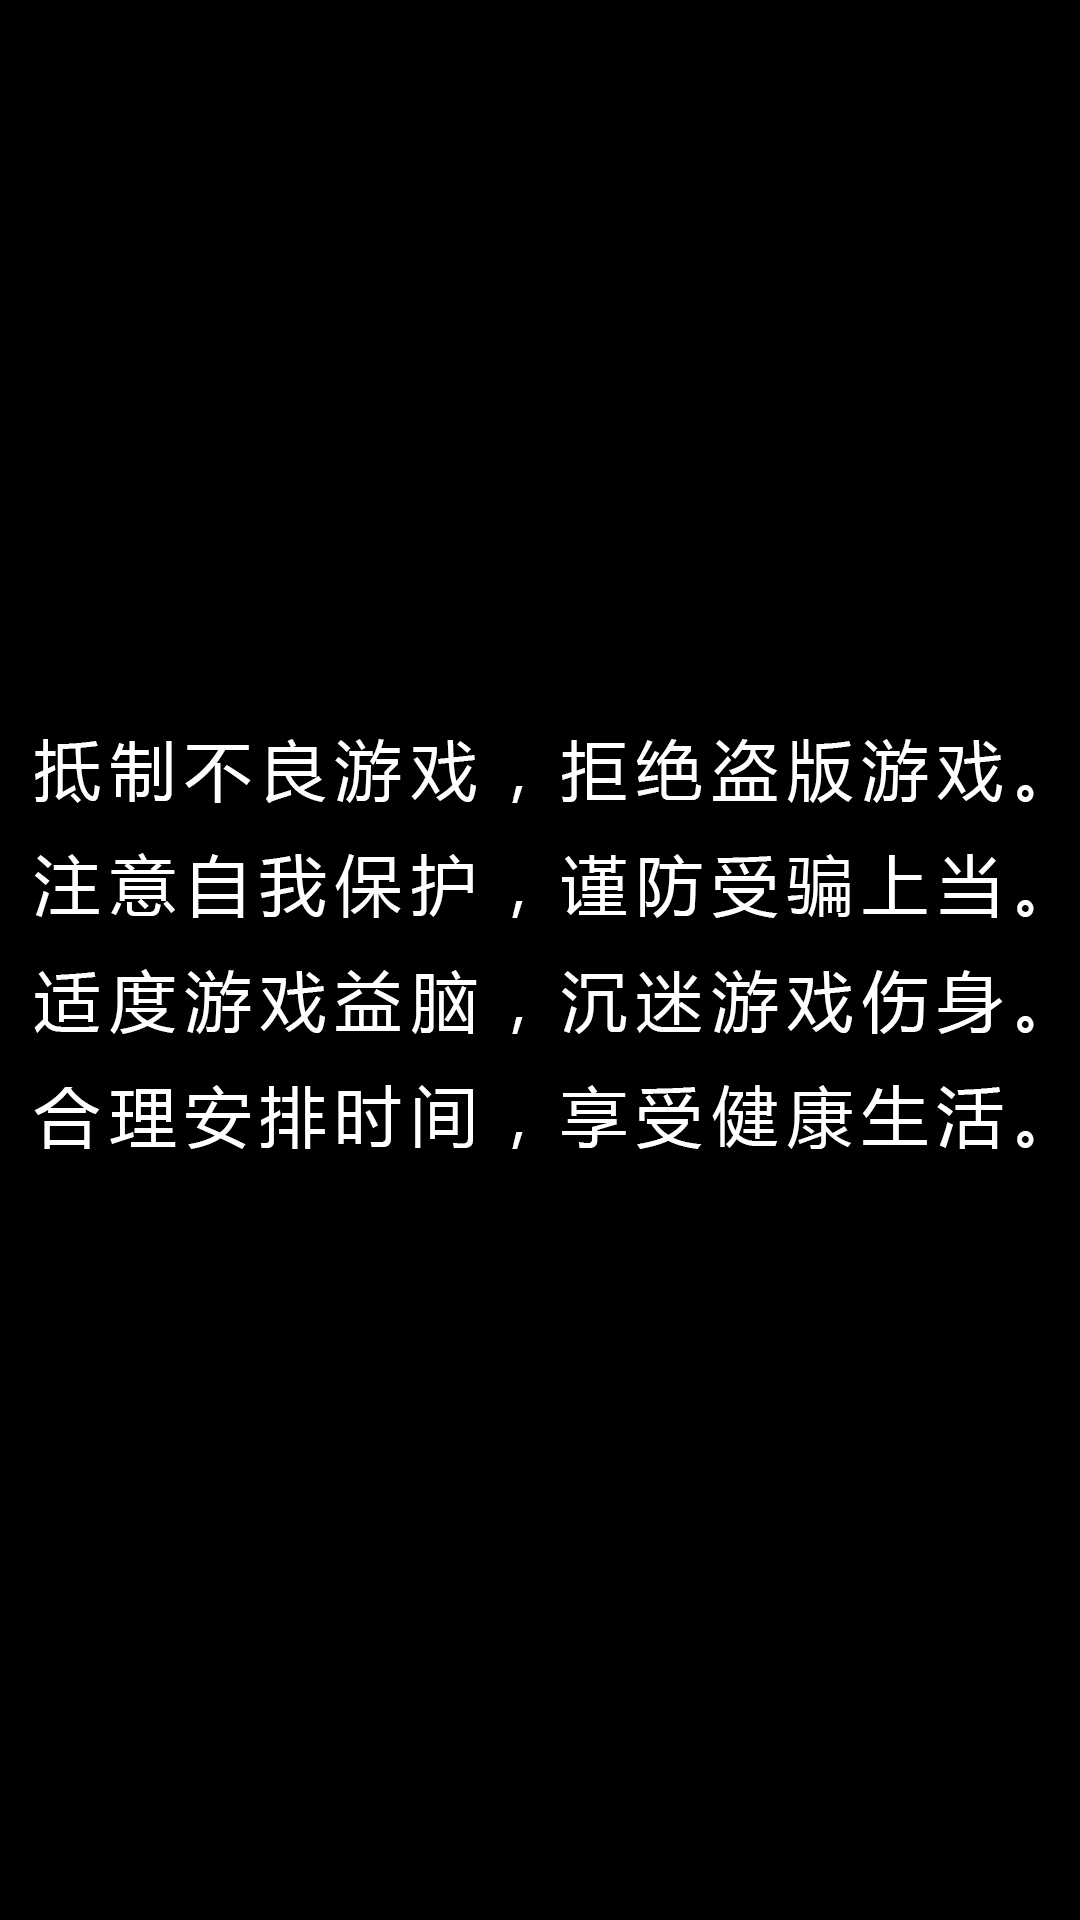 抵制不良游戏，拒绝盗版游戏。
注意自我保护，谨防受骗上当。
适度游戏益脑，沉迷游戏伤身。
合理安排时间，享受健康生活。